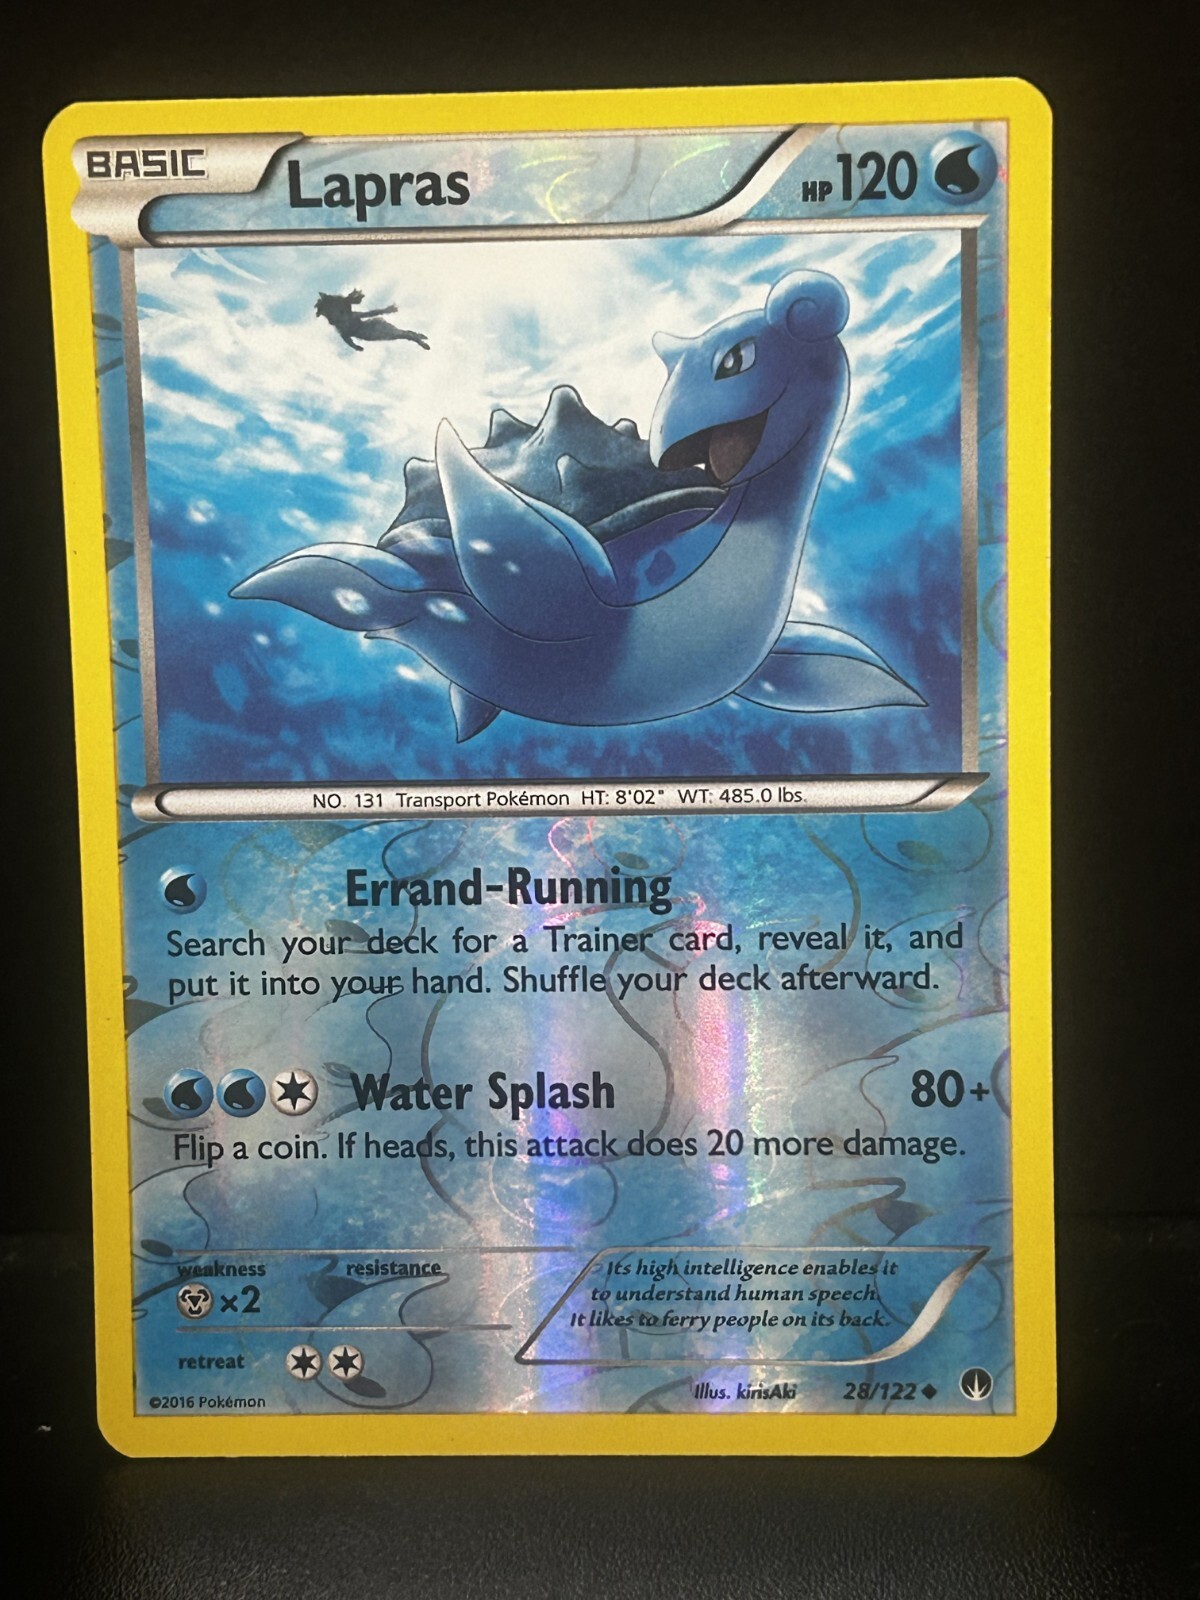 BASIC Lapras HP 120
NO. 131 Transport Pokémon HT: 8'02" WT: 485.0 lbs.
Errand-Running
Search your deck for a Trainer card, reveal it, and
put it into your hand. Shuffle your deck afterward.
Water Splash 80+
Flip a coin. If heads, this attack does 20 more damage.
weakness resistance
×2
retreat
Its high intelligence enables it
to understand human speech.
It likes to ferry people on its back.
Illus. kirisAki 28/122
©2016 Pokémon